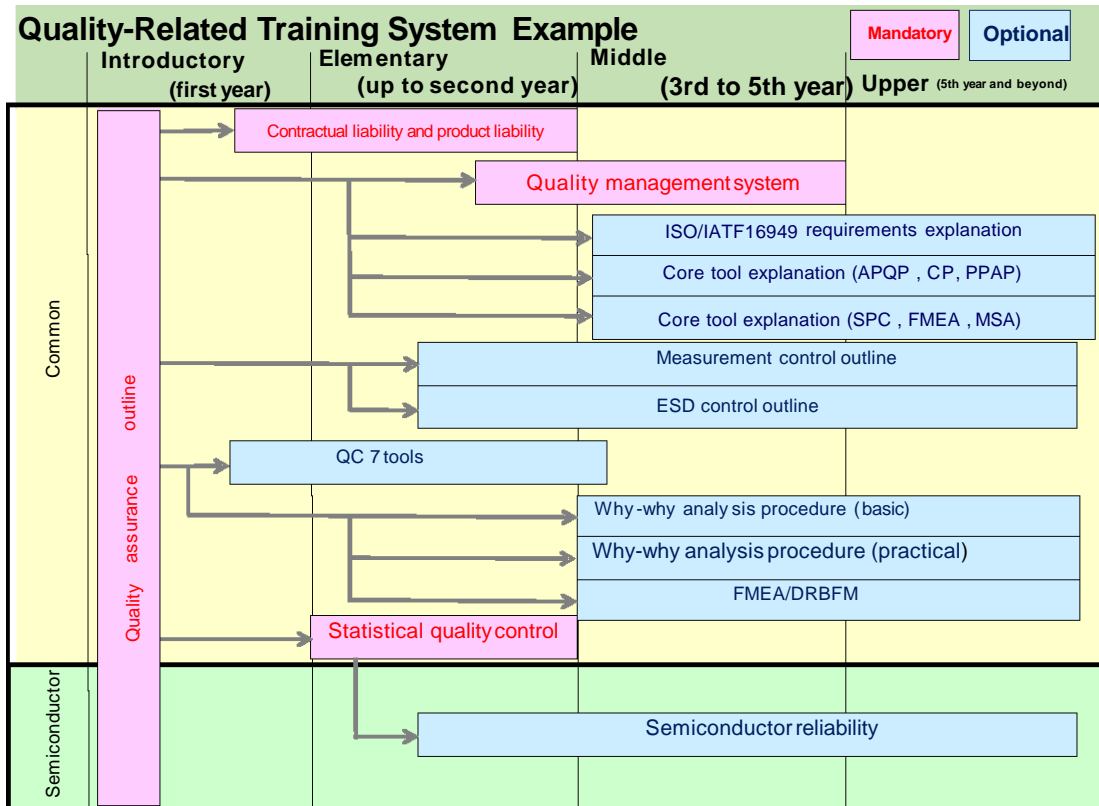 Quality-Related Training System Example
Mandatory
Optional
Introductory
(first year)
Elementary
(up to second year)
Middle
(3rd to 5th year)
Upper (5th year and beyond)
Common
Quality assurance outline
Contractual liability and product liability
Quality management system
ISO/IATF16949 requirements explanation
Core tool explanation (APQP , CP, PPAP)
Core tool explanation (SPC , FMEA , MSA)
Measurement control outline
ESD control outline
QC 7 tools
Why-why analysis procedure (basic)
Why-why analysis procedure (practical)
FMEA/DRBFM
Statistical quality control
Semiconductor
Semiconductor reliability